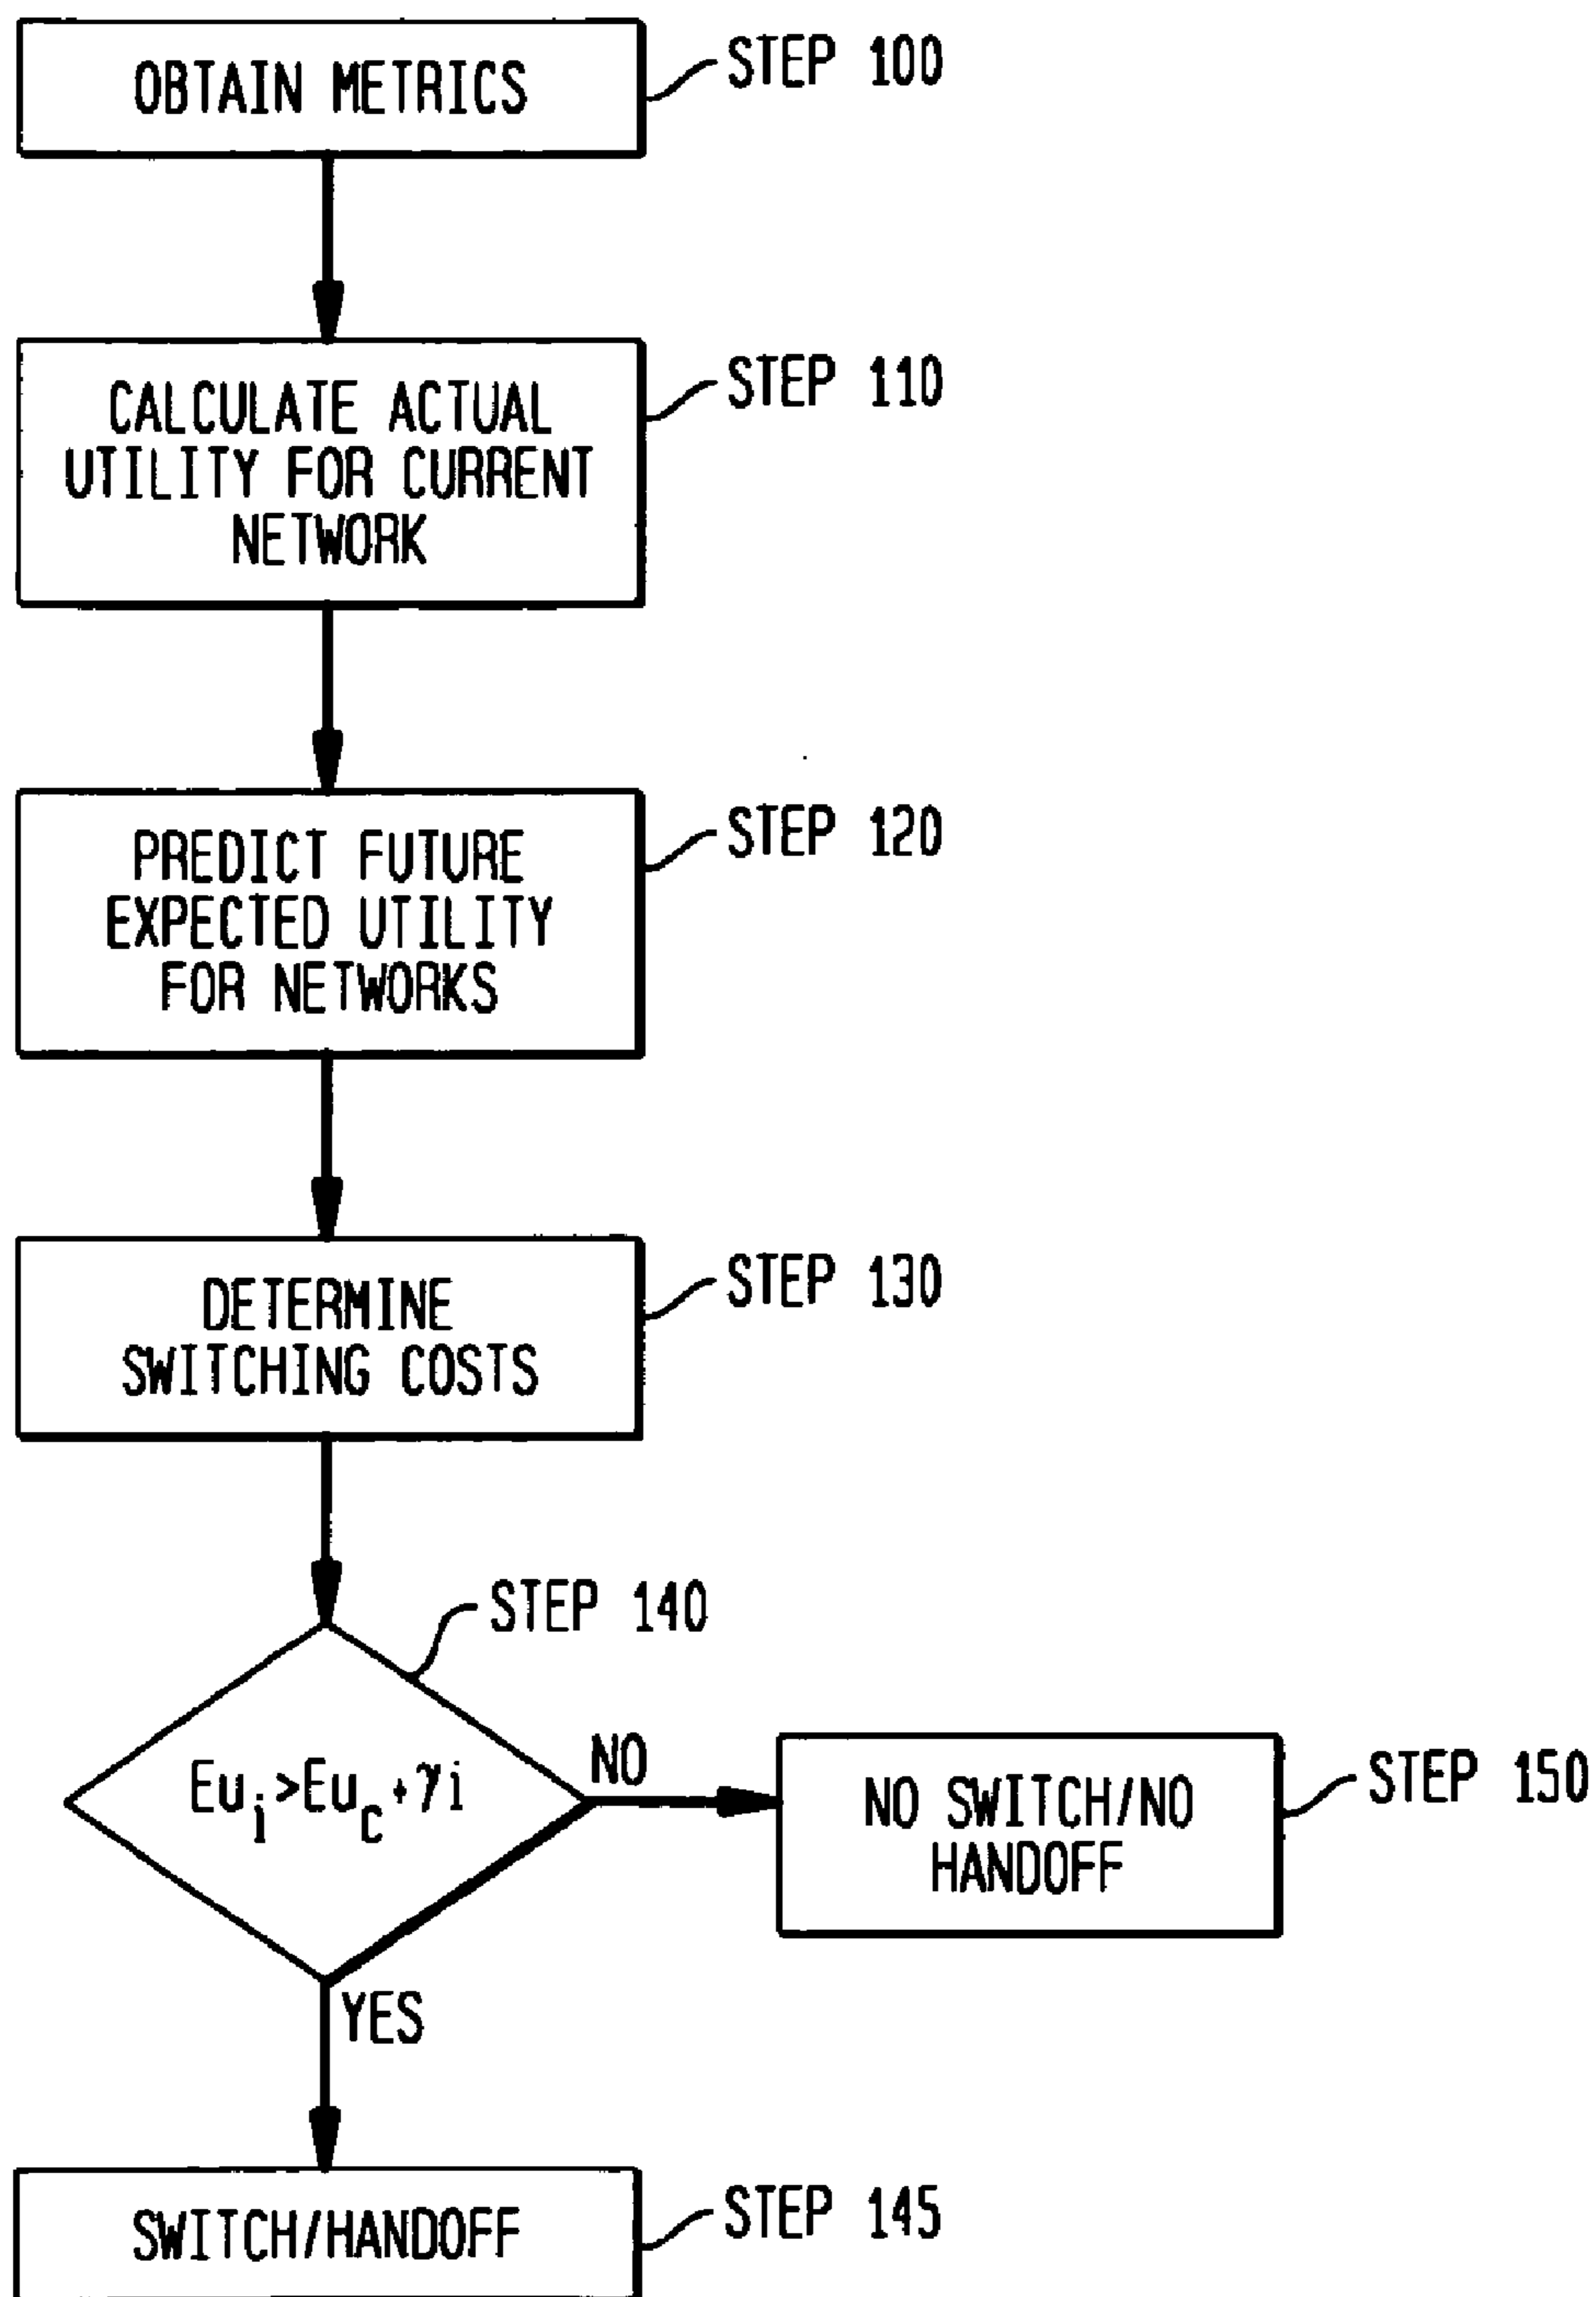 OBTAIN METRICS
STEP 100
CALCULATE ACTUAL
UTILITY FOR CURRENT
NETWORK
STEP 110
PREDICT FUTURE
EXPECTED UTILITY
FOR NETWORKS
STEP 120
DETERMINE
SWITCHING COSTS
STEP 130
STEP 140
Eu_i>Eu_c+γi
NO
NO SWITCH/NO
HANDOFF
STEP 150
YES
SWITCH/HANDOFF
STEP 145